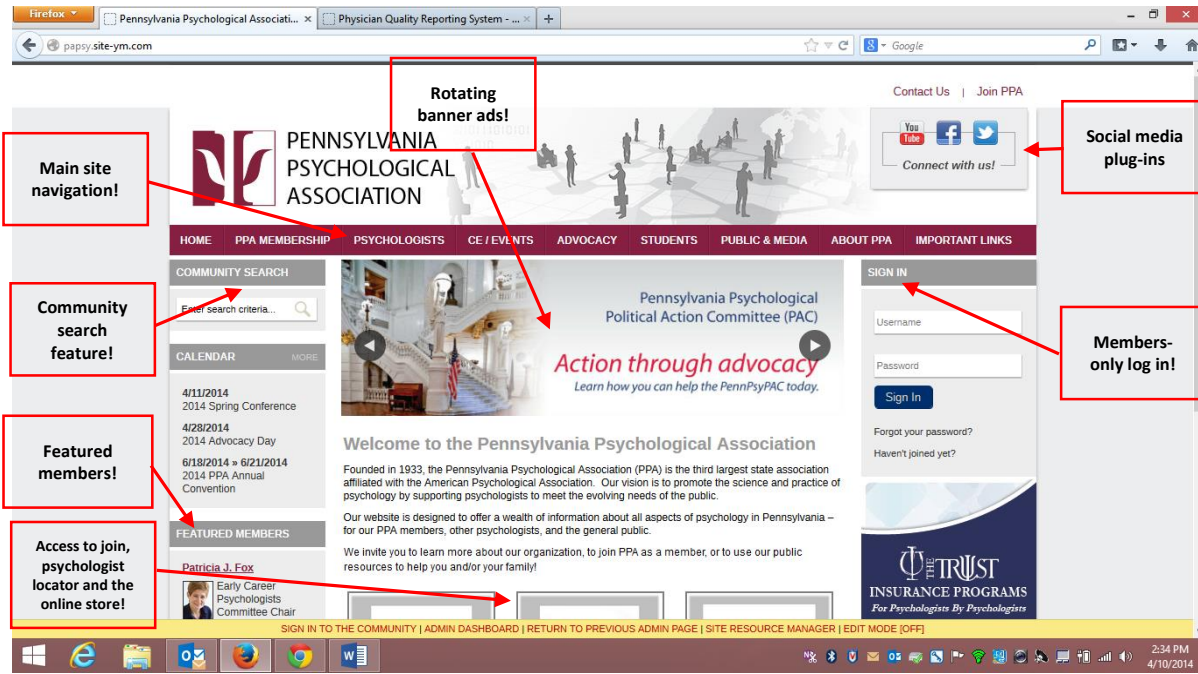 Firefox
Pennsylvania Psychological Associati... ×
Physician Quality Reporting System - ... ×
+
papsy.site-ym.com
Google
Rotating
banner ads!
Contact Us | Join PPA
Main site
navigation!
PENNSYLVANIA
PSYCHOLOGICAL
ASSOCIATION
You
Tube
Connect with us!
Social media
plug-ins
HOME PPA MEMBERSHIP PSYCHOLOGISTS CE / EVENTS ADVOCACY STUDENTS PUBLIC & MEDIA ABOUT PPA IMPORTANT LINKS
COMMUNITY SEARCH
Enter search criteria...
Community
search
feature!
CALENDAR MORE
4/11/2014
2014 Spring Conference
4/28/2014
2014 Advocacy Day
6/18/2014 » 6/21/2014
2014 PPA Annual
Convention
Featured
members!
FEATURED MEMBERS
Patricia J. Fox
Early Career
Psychologists
Committee Chair
Access to join,
psychologist
locator and the
online store!
Pennsylvania Psychological
Political Action Committee (PAC)
Action through advocacy
Learn how you can help the PennPsyPAC today.
Welcome to the Pennsylvania Psychological Association
Founded in 1933, the Pennsylvania Psychological Association (PPA) is the third largest state association
affiliated with the American Psychological Association. Our vision is to promote the science and practice of
psychology by supporting psychologists to meet the evolving needs of the public.
Our website is designed to offer a wealth of information about all aspects of psychology in Pennsylvania –
for our PPA members, other psychologists, and the general public.
We invite you to learn more about our organization, to join PPA as a member, or to use our public
resources to help you and/or your family!
SIGN IN
Username
Password
Sign In
Forgot your password?
Haven't joined yet?
Members-
only log in!
THE TRUST
INSURANCE PROGRAMS
For Psychologists By Psychologists
SIGN IN TO THE COMMUNITY | ADMIN DASHBOARD | RETURN TO PREVIOUS ADMIN PAGE | SITE RESOURCE MANAGER | EDIT MODE [OFF]
2:34 PM
4/10/2014